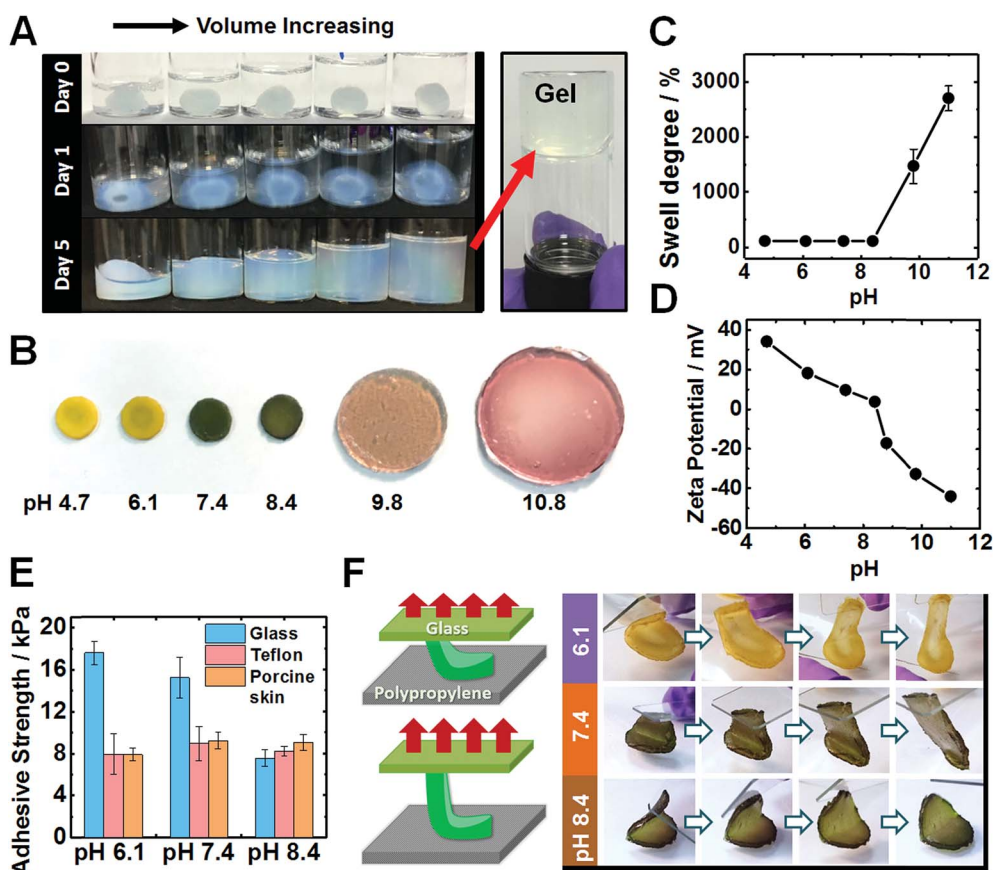 A
Volume Increasing
Day 0
Day 1
Day 5
Gel
B
pH 4.7 6.1 7.4 8.4 9.8 10.8
C
Swell degree / %
3000
2000
1000
0
4 6 8 10 12
pH
D
Zeta Potential / mV
40
20
0
-20
-40
-60
4 6 8 10 12
pH
E
Adhesive Strength / kPa
20
16
12
8
4
0
Glass
Teflon
Porcine
skin
pH 6.1 pH 7.4 pH 8.4
F
Glass
Polypropylene
Glass
Polypropylene
6.1
7.4
pH 8.4